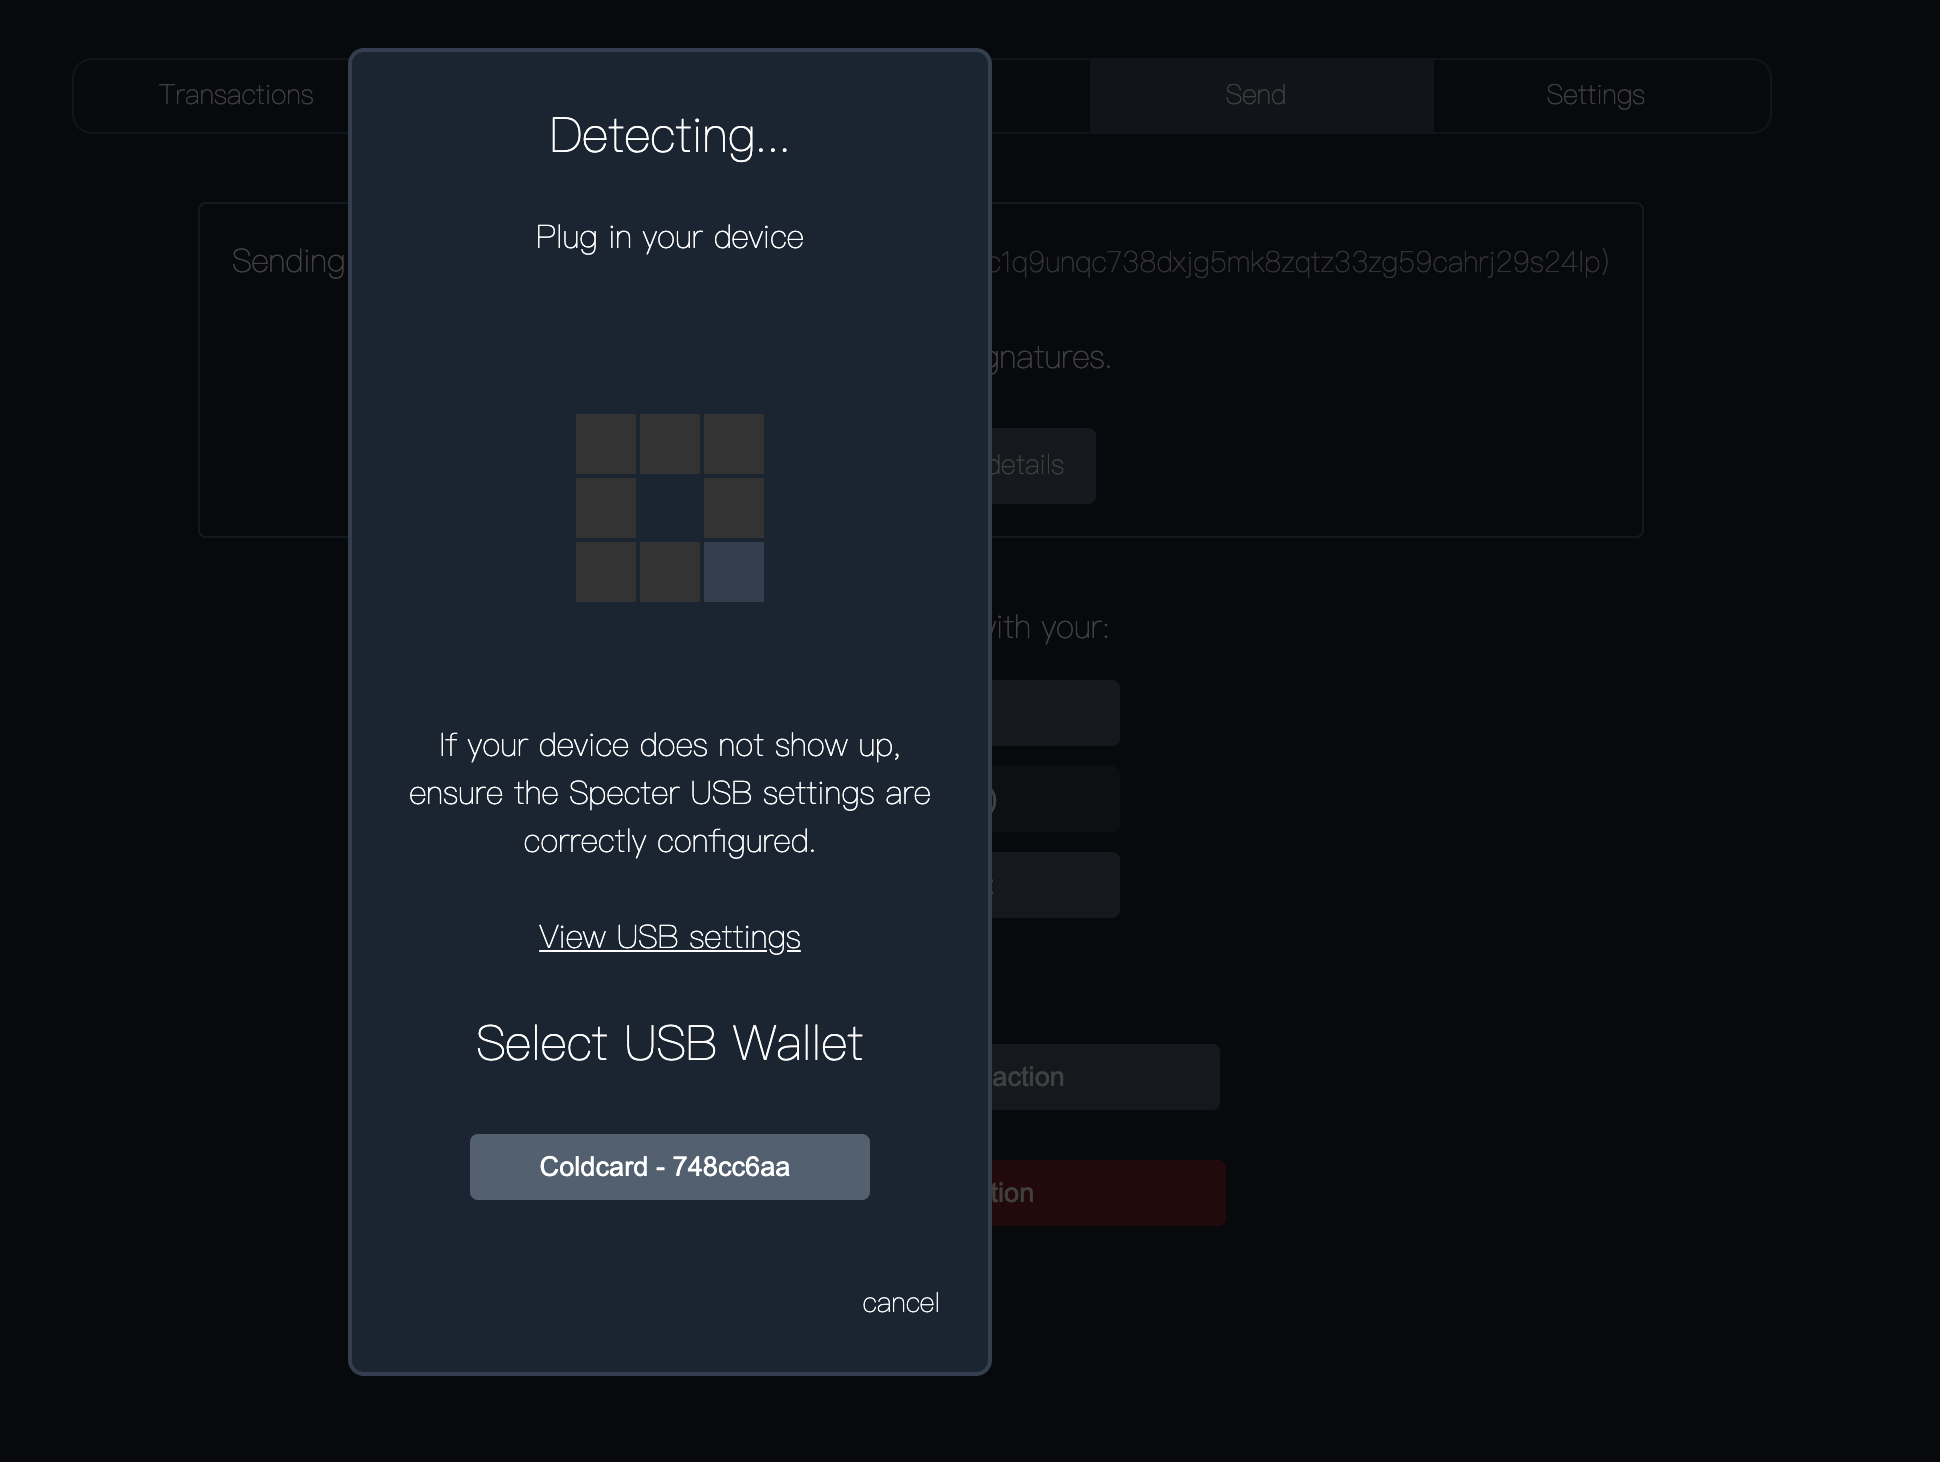 Transactions
Send
Settings
Detecting...
Plug in your device
Sending
c1q9unqc738dxjg5mk8zqtz33zg59cahrj29s24lp)
gnatures.
details
with your:
If your device does not show up,
ensure the Specter USB settings are
correctly configured.
View USB settings
Select USB Wallet
action
Coldcard - 748cc6aa
tion
cancel